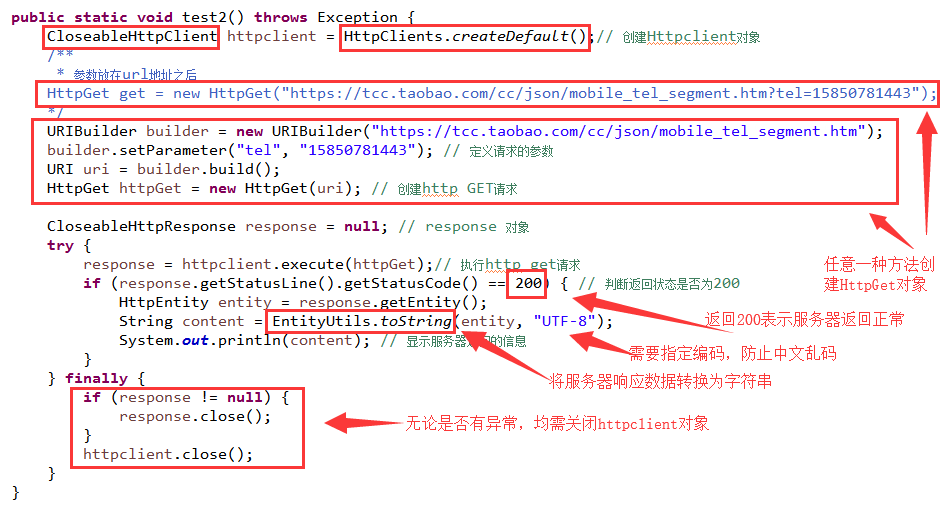 public static void test2() throws Exception {
CloseableHttpClient httpclient = HttpClients.createDefault();// 创建Httpclient对象
/**
* 参数放在url地址之后
HttpGet get = new HttpGet("https://tcc.taobao.com/cc/json/mobile_tel_segment.htm?tel=15850781443");
*/
URIBuilder builder = new URIBuilder("https://tcc.taobao.com/cc/json/mobile_tel_segment.htm");
builder.setParameter("tel", "15850781443"); // 定义请求的参数
URI uri = builder.build();
HttpGet httpGet = new HttpGet(uri); // 创建http GET请求
CloseableHttpResponse response = null; // response 对象
try {
response = httpclient.execute(httpGet);// 执行http get请求
任意一种方法创
建HttpGet对象
if (response.getStatusLine().getStatusCode() == 200) { // 判断返回状态是否为200
HttpEntity entity = response.getEntity();
返回200表示服务器返回正常
String content = EntityUtils.toString(entity, "UTF-8");
System.out.println(content); // 显示服务器的信息
需要指定编码，防止中文乱码
}
将服务器响应数据转换为字符串
} finally {
if (response != null) {
response.close();
无论是否有异常，均需关闭httpclient对象
}
httpclient.close();
}
}